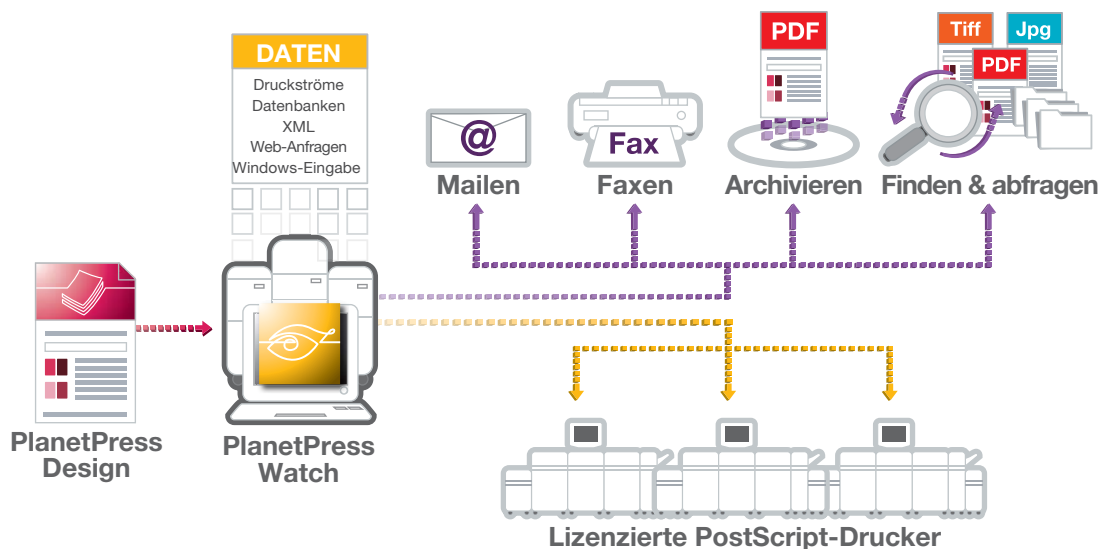 DATEN
Druckströme
Datenbanken
XML
Web-Anfragen
Windows-Eingabe
@
Mailen
Fax
Faxen
PDF
Archivieren
Tiff
Jpg
PDF
Finden & abfragen
PlanetPress
Design
PlanetPress
Watch
Lizenzierte PostScript-Drucker